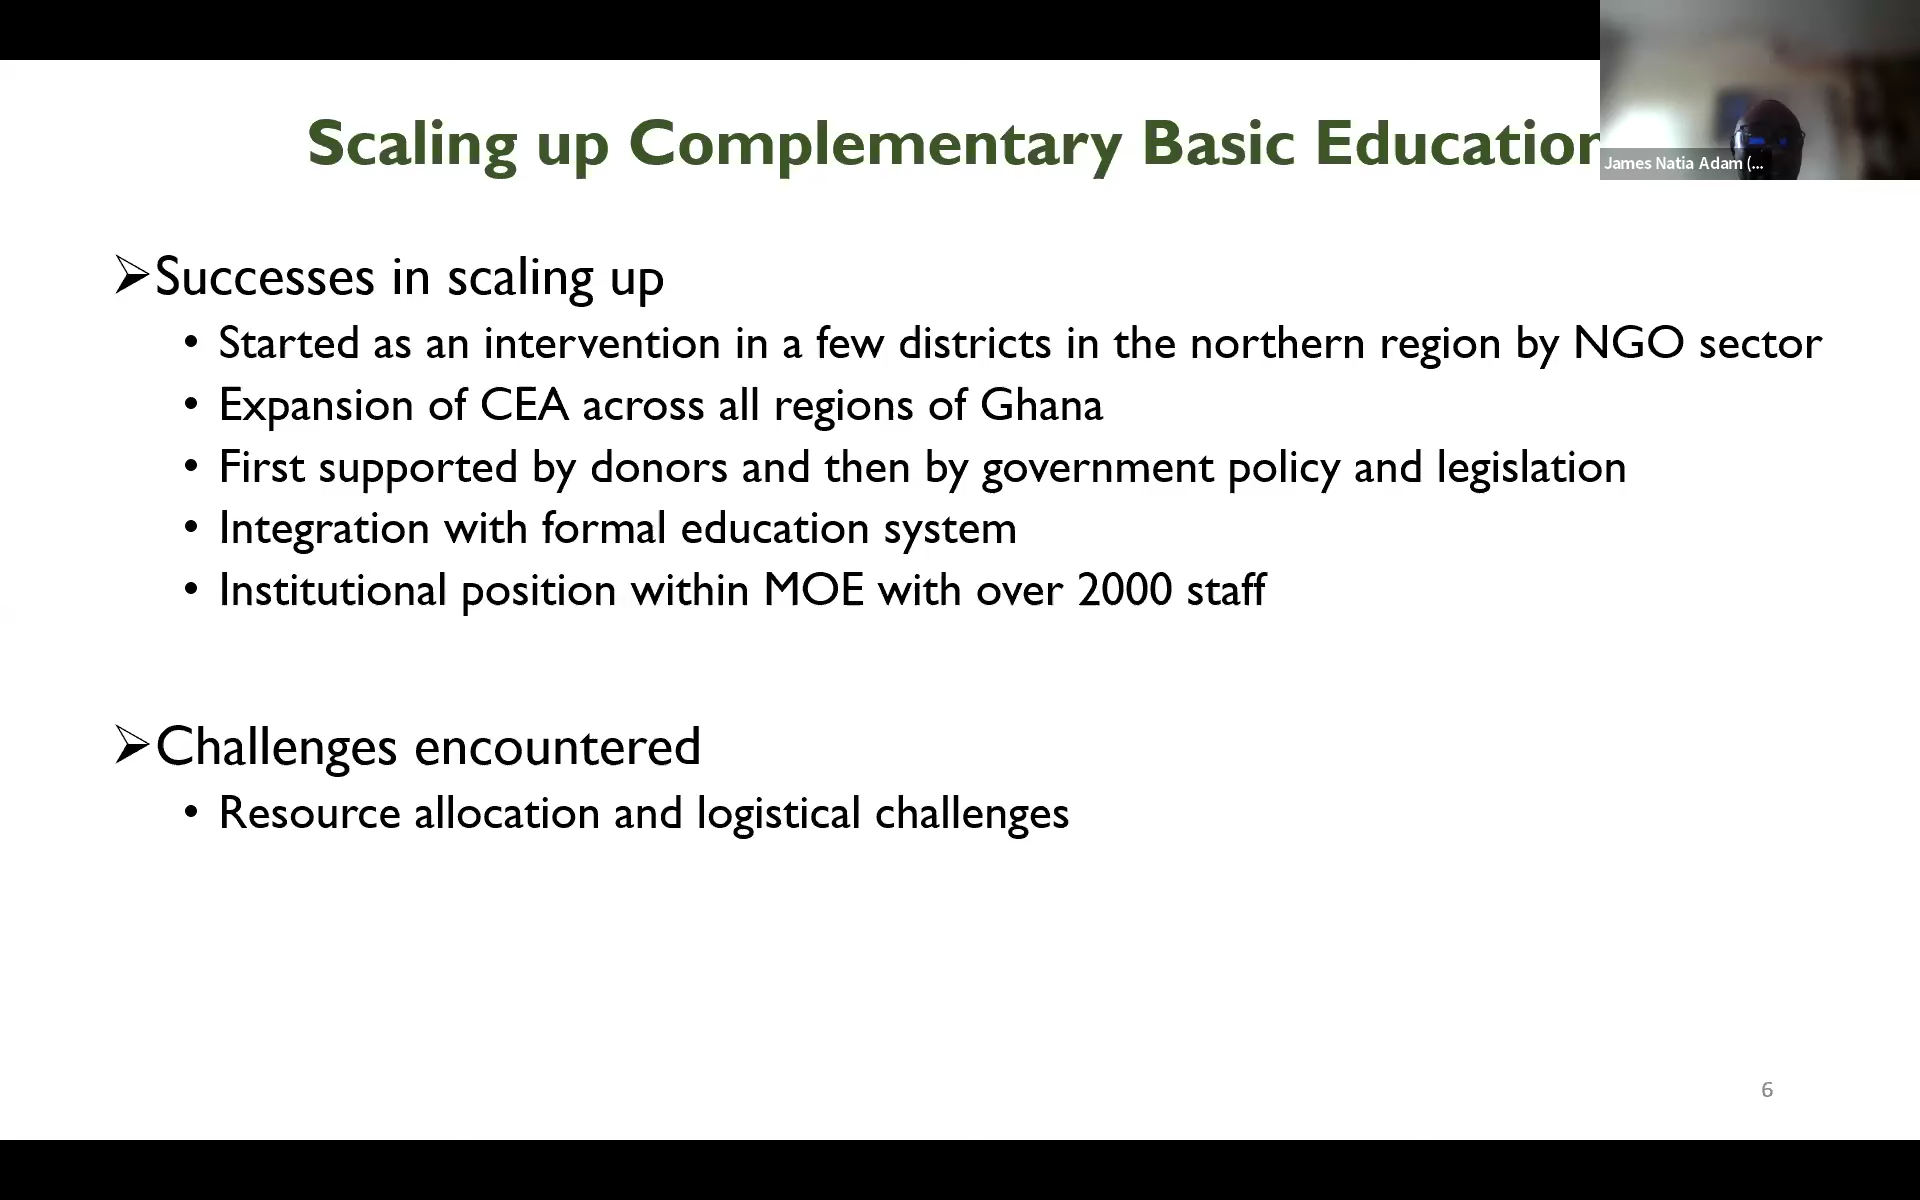 Scaling up Complementary Basic Education
James Natia Adam (...
➢Successes in scaling up
• Started as an intervention in a few districts in the northern region by NGO sector
• Expansion of CEA across all regions of Ghana
• First supported by donors and then by government policy and legislation
• Integration with formal education system
• Institutional position within MOE with over 2000 staff
➢Challenges encountered
• Resource allocation and logistical challenges
6